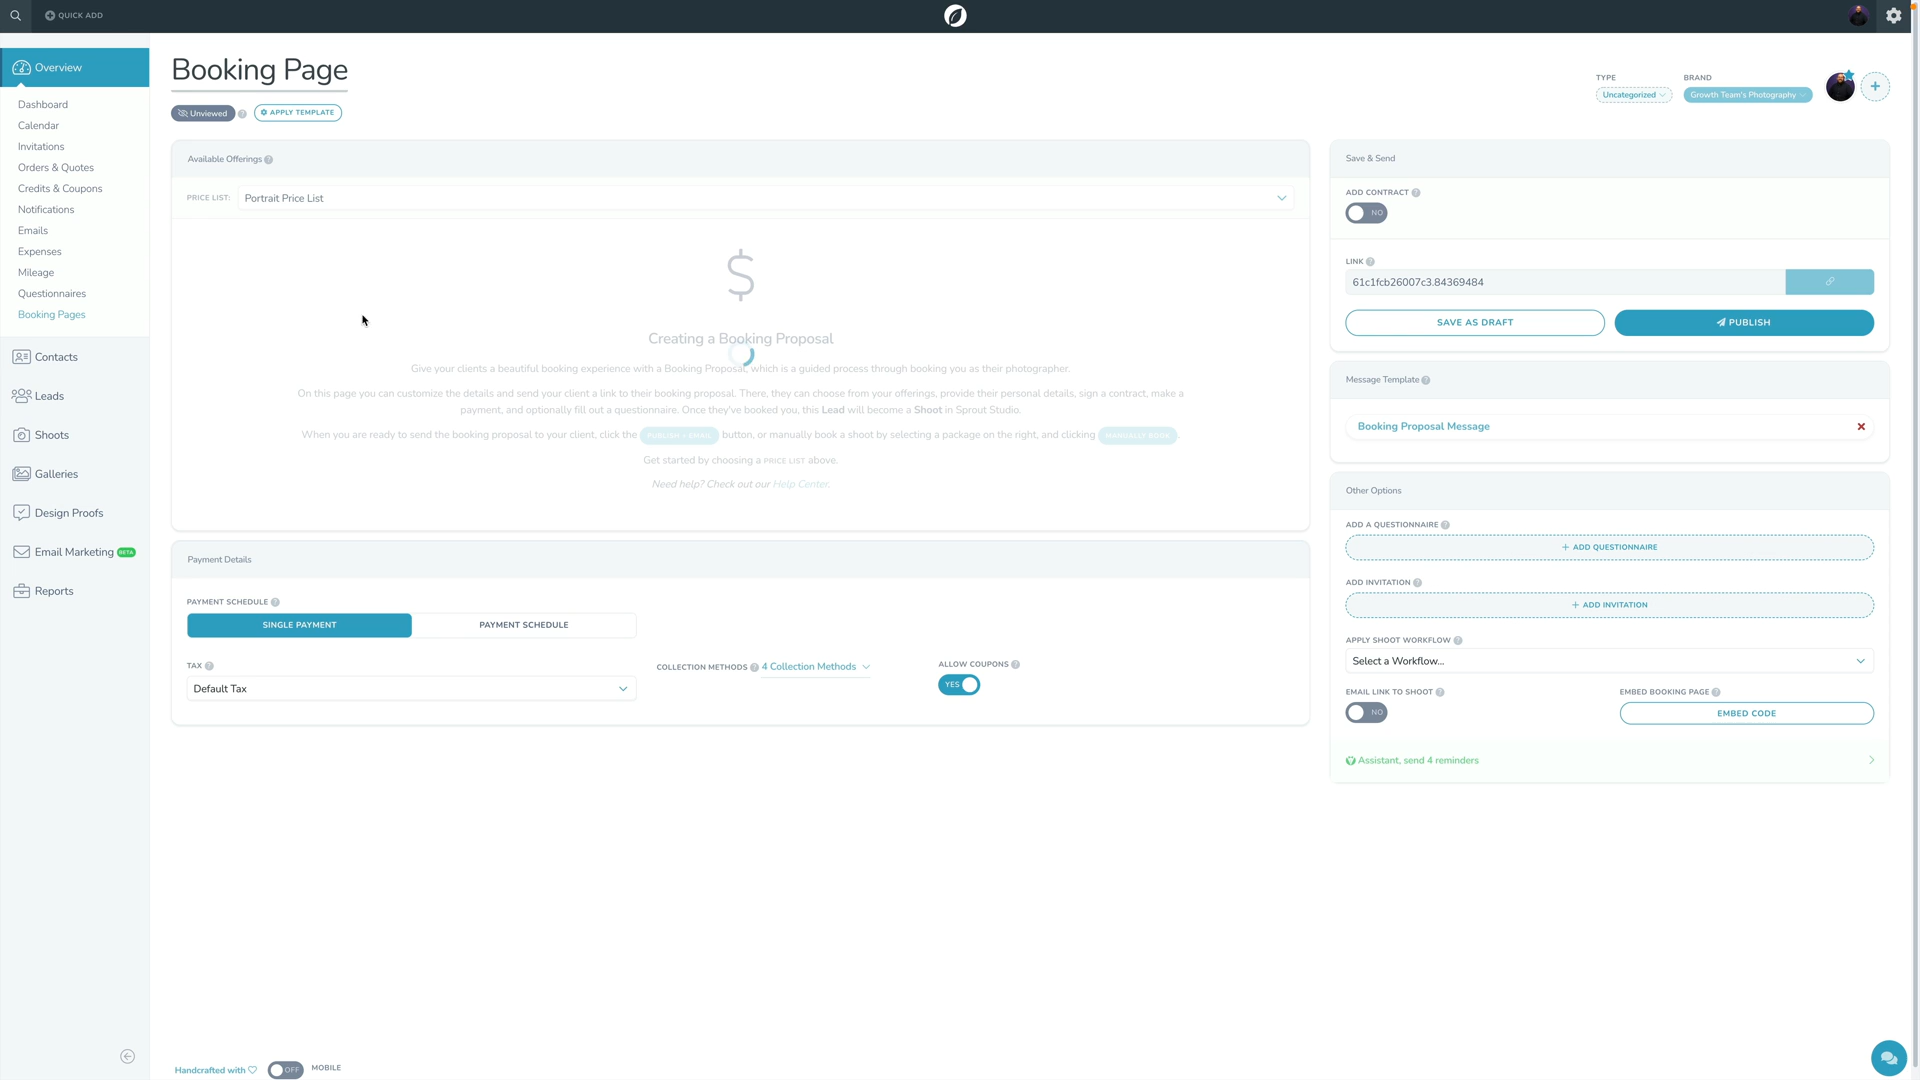 QUICK ADD
Overview
Dashboard
Calendar
Invitations
Orders & Quotes
Credits & Coupons
Notifications
Emails
Expenses
Mileage
Questionnaires
Booking Pages
Contacts
Leads
Shoots
Galleries
Design Proofs
Email Marketing BETA
Reports
Booking Page
Unviewed ? APPLY TEMPLATE
TYPE
Uncategorized
BRAND
Growth Team's Photography
Available Offerings ?
PRICE LIST: Portrait Price List
$
Creating a Booking Proposal
Give your clients a beautiful booking experience with a Booking Proposal, which is a guided process through booking you as their photographer.
On this page you can customize the details and send your client a link to their booking proposal. There, they can choose from your offerings, provide their personal details, sign a contract, make a
payment, and optionally fill out a questionnaire. Once they've booked you, this Lead will become a Shoot in Sprout Studio.
When you are ready to send the booking proposal to your client, click the PUBLISH + EMAIL button, or manually book a shoot by selecting a package on the right, and clicking MANUALLY BOOK.
Get started by choosing a PRICE LIST above.
Need help? Check out our Help Center.
Payment Details
PAYMENT SCHEDULE ?
SINGLE PAYMENT
PAYMENT SCHEDULE
TAX ?
Default Tax
COLLECTION METHODS ? 4 Collection Methods
ALLOW COUPONS ?
YES
Save & Send
ADD CONTRACT ?
NO
LINK ?
61c1fcb26007c3.84369484
SAVE AS DRAFT
PUBLISH
Message Template ?
Booking Proposal Message
Other Options
ADD A QUESTIONNAIRE ?
+ ADD QUESTIONNAIRE
ADD INVITATION ?
+ ADD INVITATION
APPLY SHOOT WORKFLOW ?
Select a Workflow...
EMAIL LINK TO SHOOT ?
NO
EMBED BOOKING PAGE ?
EMBED CODE
Assistant, send 4 reminders
Handcrafted with
OFF
MOBILE